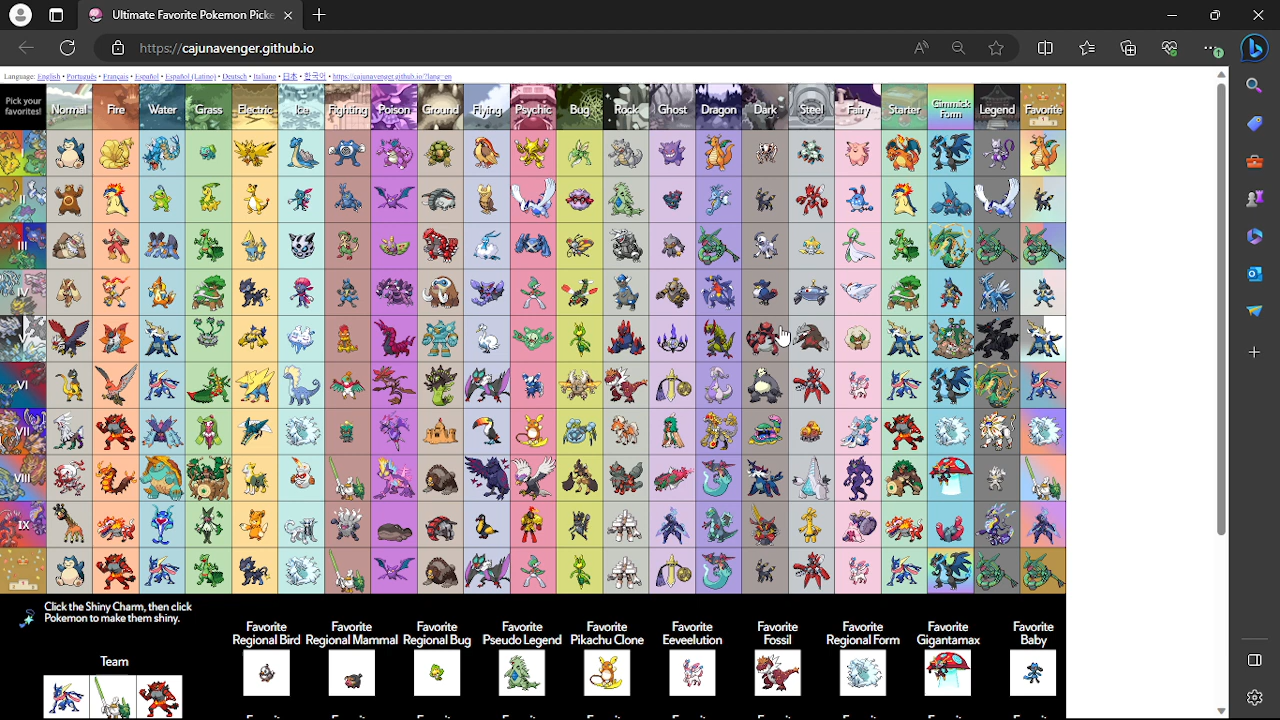 Ultimate Favorite Pokemon Picke
https://cajunavenger.github.io
Language: English • Português • Français • Español • Español (Latino) • Deutsch • Italiano • 日本 • 한국어 • https://cajunavenger.github.io/?lang=en
Pick your favorites! Normal Fire Water Grass Electric Ice Fighting Poison Ground Flying Psychic Bug Rock Ghost Dragon Dark Steel Fairy Starter Gimmick Form Legend Favorite
I
II
III
IV
V
VI
VII
VIII
IX
Click the Shiny Charm, then click
Pokemon to make them shiny.
Favorite Regional Bird
Favorite Regional Mammal
Favorite Regional Bug
Favorite Pseudo Legend
Favorite Pikachu Clone
Favorite Eeveelution
Favorite Fossil
Favorite Regional Form
Favorite Gigantamax
Favorite Baby
Team